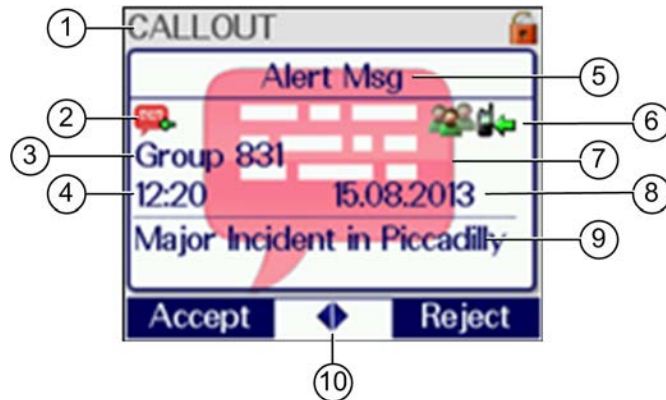 1 CALLOUT
Alert Msg 5
2 6
3 Group 831 7
4 12:20 15.08.2013 8
Major Incident in Piccadilly 9
Accept Reject
10